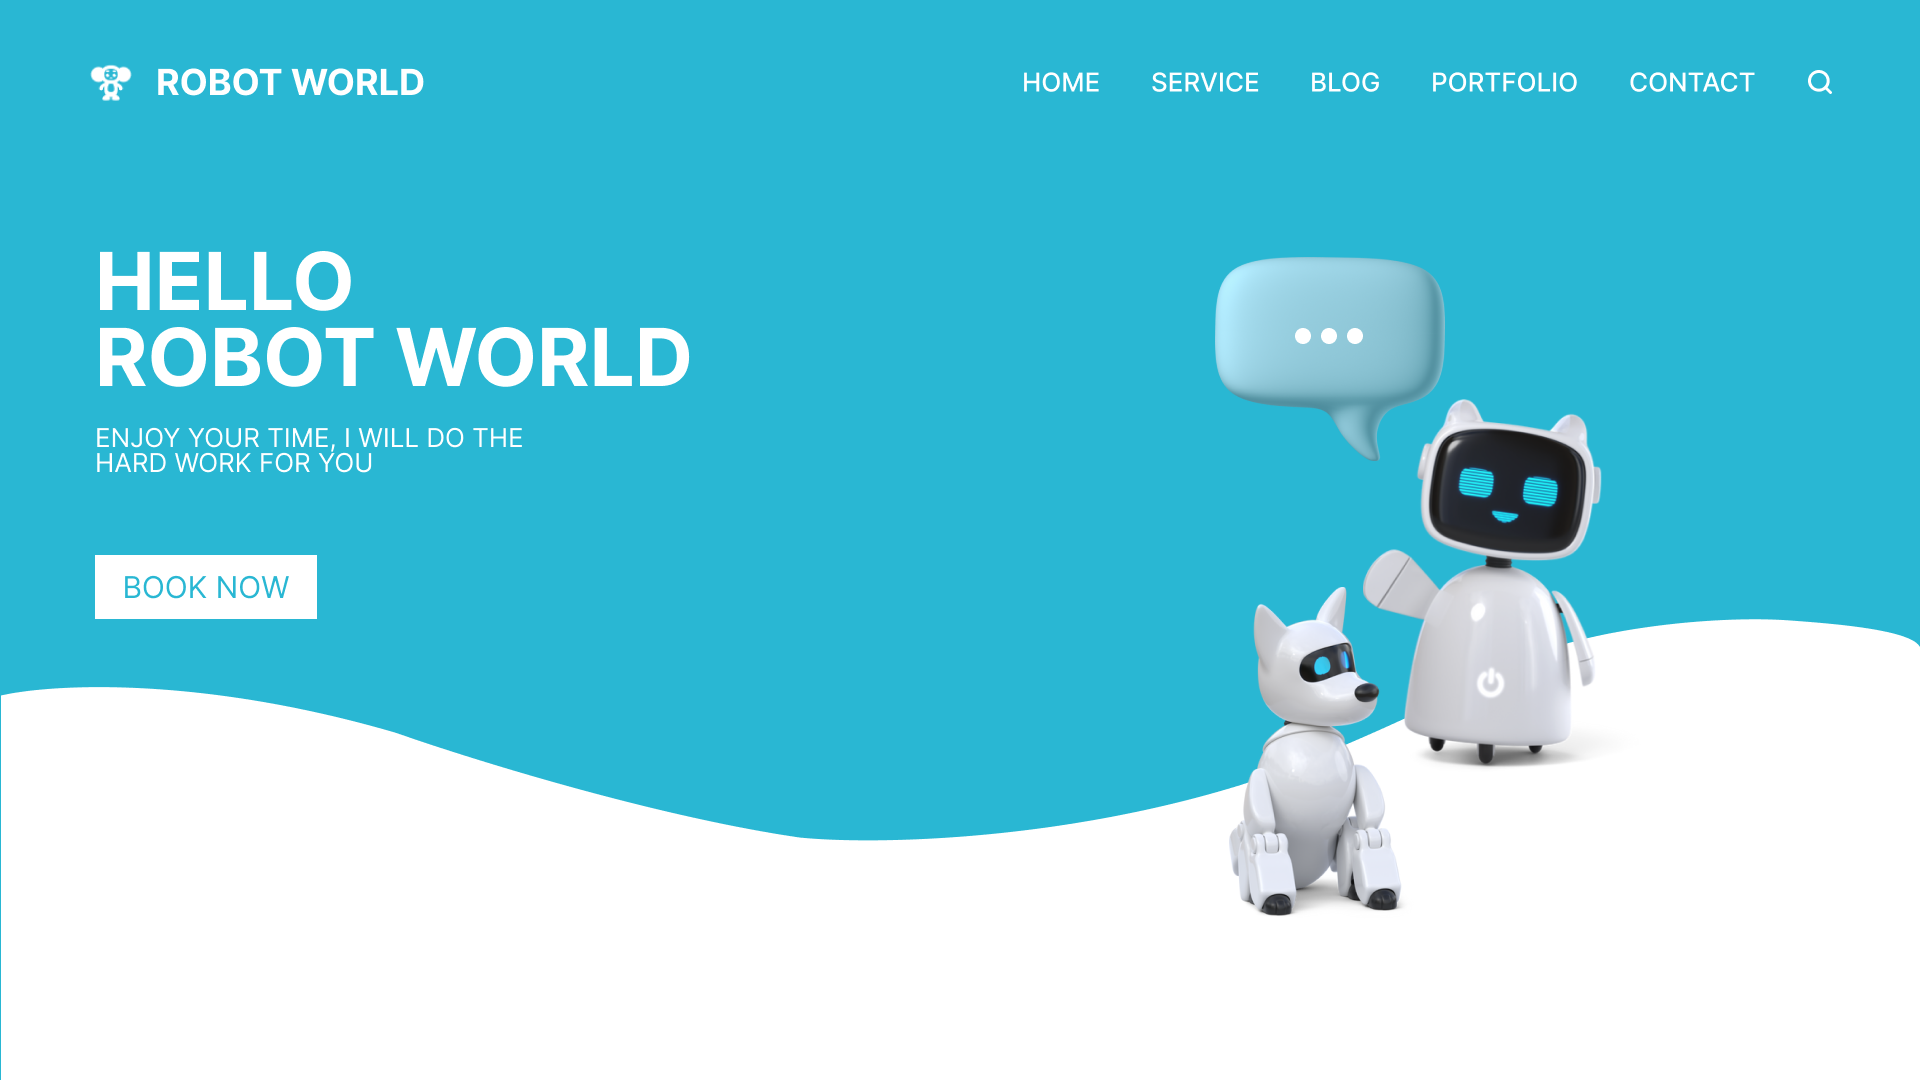 ROBOT WORLD
HOME SERVICE BLOG PORTFOLIO CONTACT
HELLO
ROBOT WORLD
ENJOY YOUR TIME, I WILL DO THE
HARD WORK FOR YOU
BOOK NOW